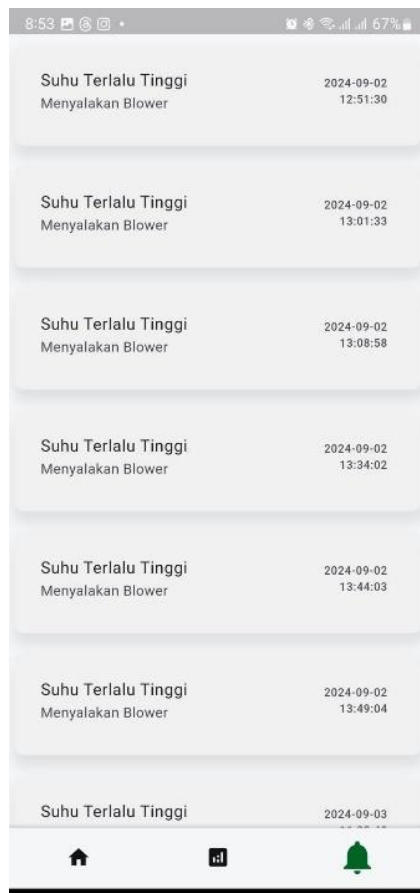 8:53
67%
Suhu Terlalu Tinggi
2024-09-02
Menyalakan Blower
12:51:30
Suhu Terlalu Tinggi
2024-09-02
Menyalakan Blower
13:01:33
Suhu Terlalu Tinggi
2024-09-02
Menyalakan Blower
13:08:58
Suhu Terlalu Tinggi
2024-09-02
Menyalakan Blower
13:34:02
Suhu Terlalu Tinggi
2024-09-02
Menyalakan Blower
13:44:03
Suhu Terlalu Tinggi
2024-09-02
Menyalakan Blower
13:49:04
Suhu Terlalu Tinggi
2024-09-03